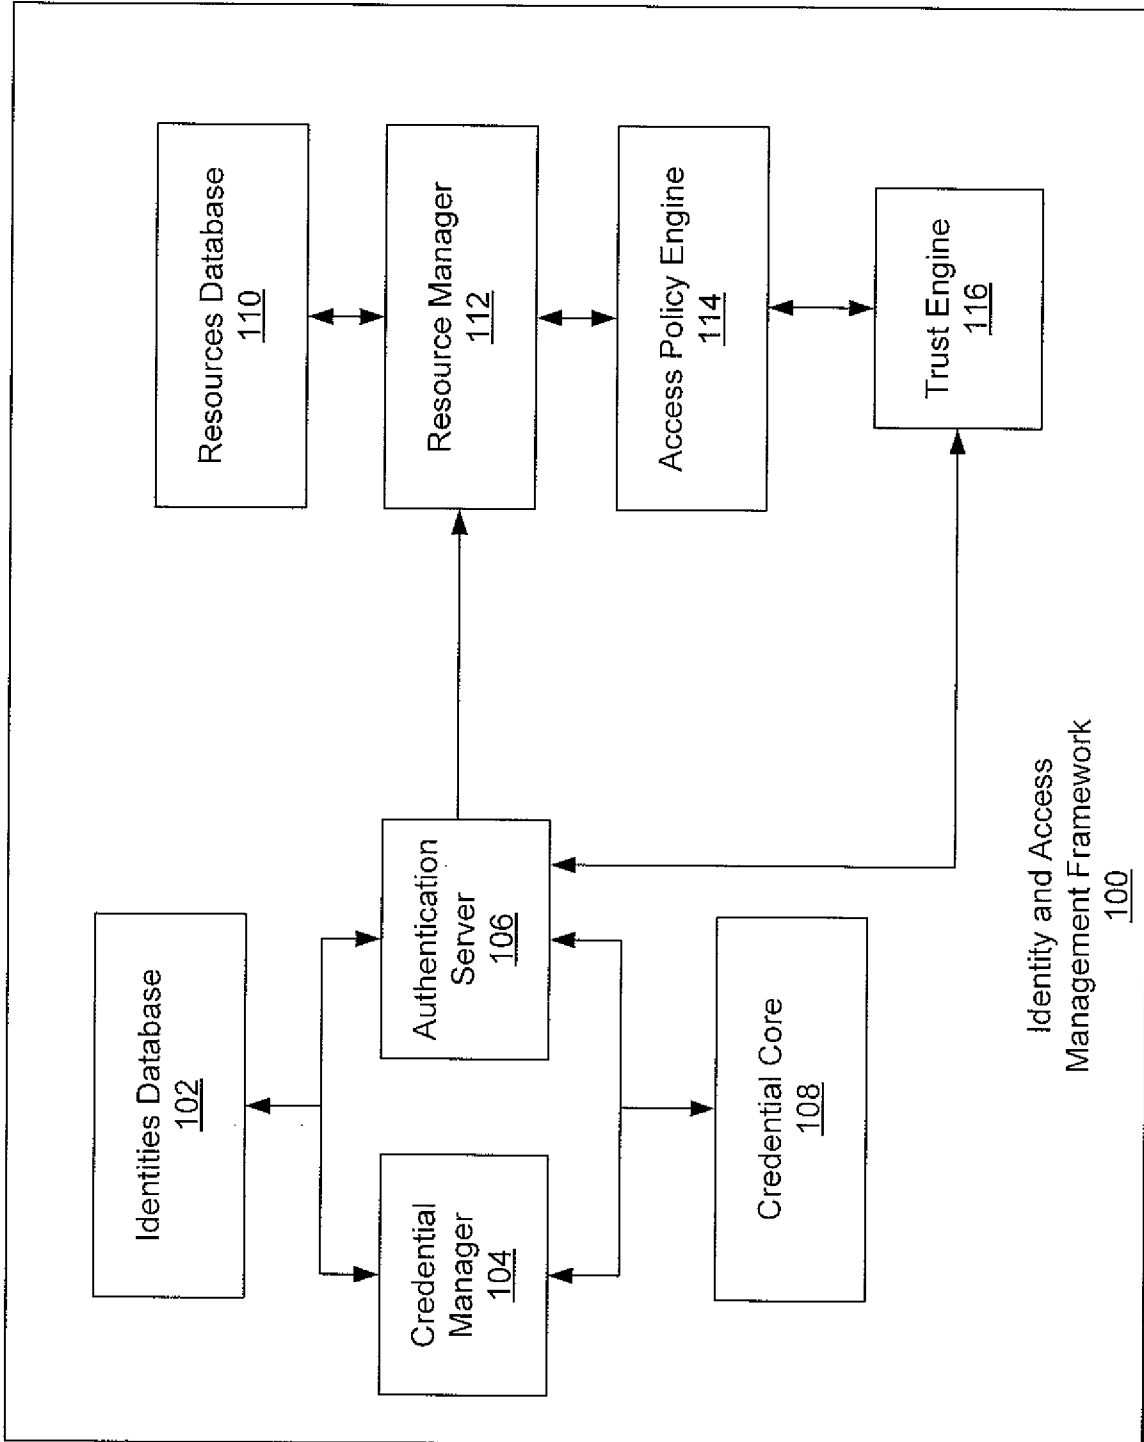 Identities Database
102
Credential
Manager
104
Authentication
Server
106
Credential Core
108
Resources Database
110
Resource Manager
112
Access Policy Engine
114
Trust Engine
116
Identity and Access
Management Framework
100